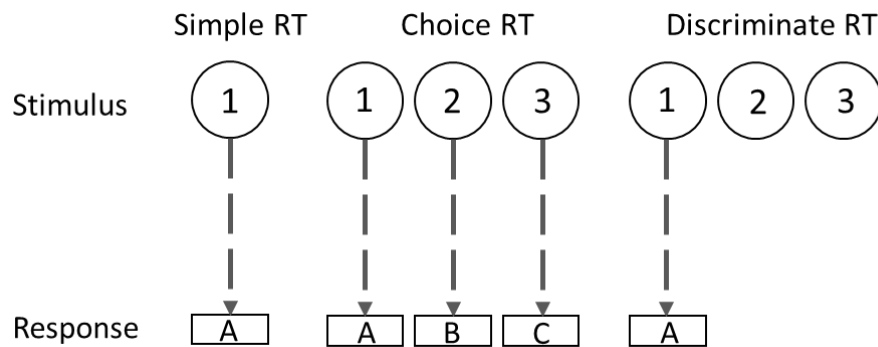 Simple RT Choice RT Discriminate RT
Stimulus 1 1 2 3 1 2 3
Response A A B C A